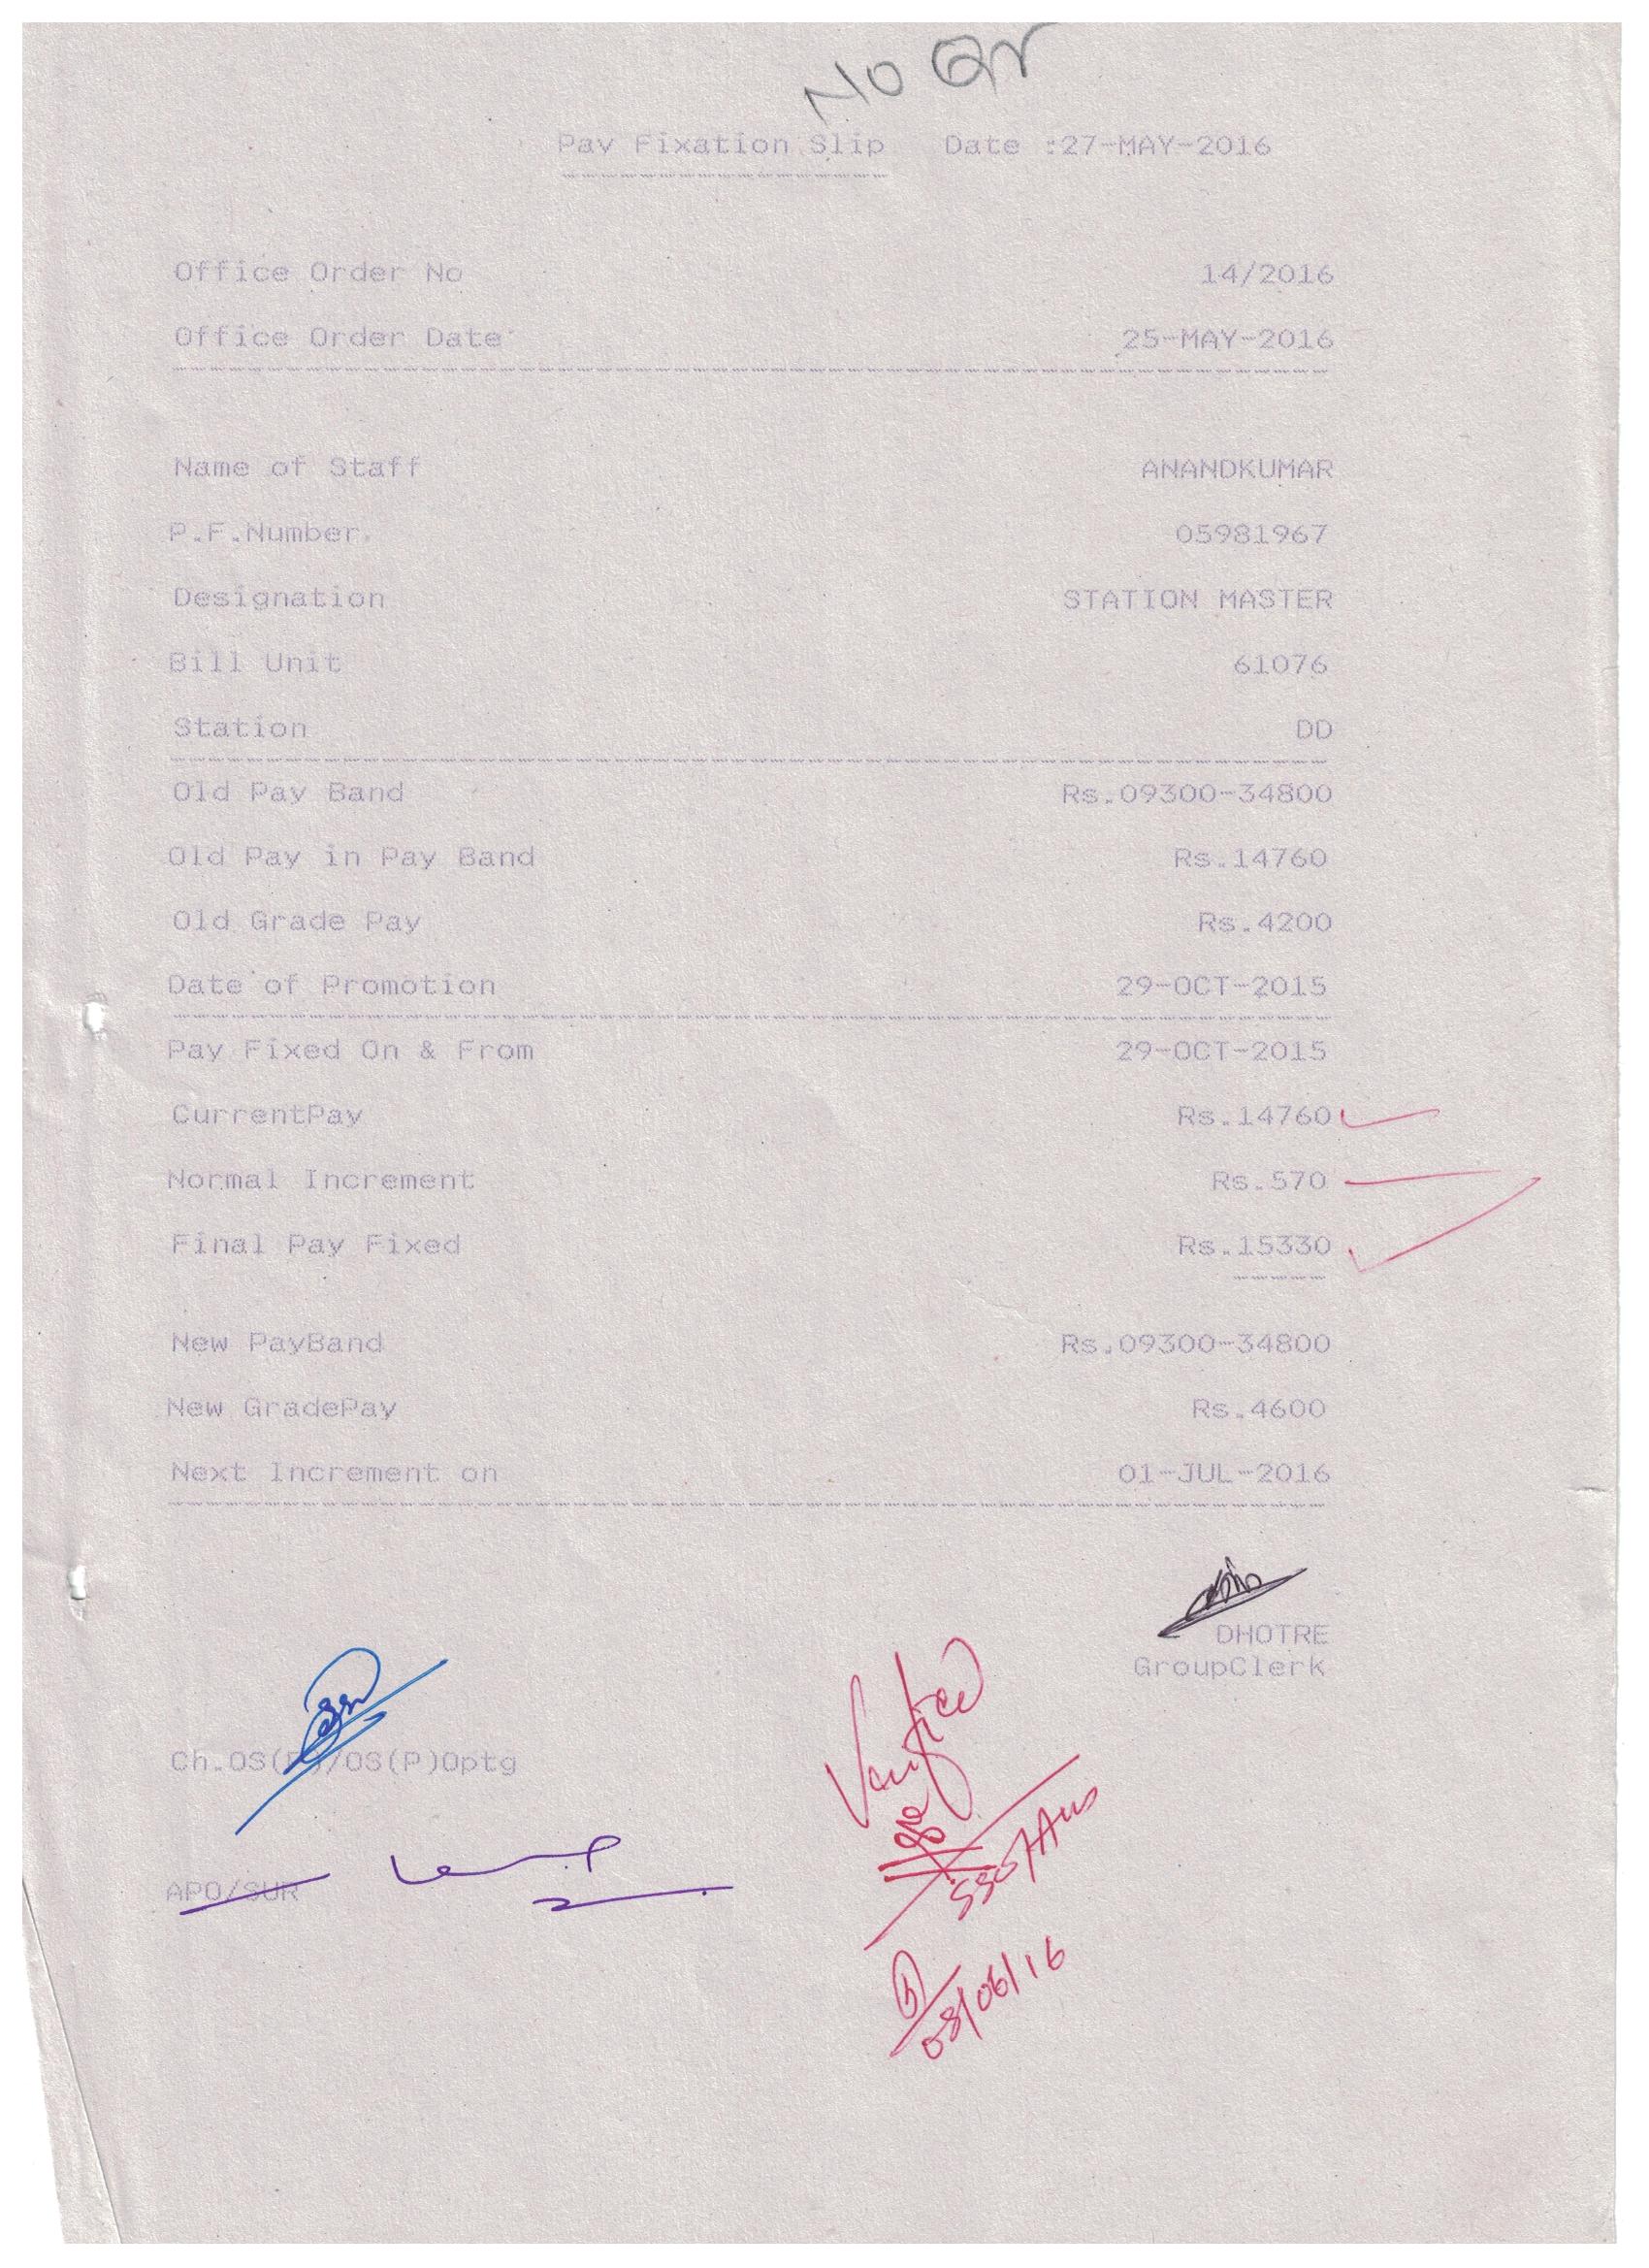 No Qr
Pay Fixation Slip Date :27-MAY-2016
Office Order No 14/2016
Office Order Date 25-MAY-2016
Name of Staff ANANDKUMAR
P.F.Number. 05981967
Designation STATION MASTER
Bill Unit 61076
Station DD
Old Pay Band Rs.09300-34800
Old Pay in Pay Band Rs.14760
Old Grade Pay Rs.4200
Date of Promotion 29-OCT-2015
Pay Fixed On & From 29-OCT-2015
CurrentPay Rs.14760
Normal Increment Rs.570
Final Pay Fixed Rs.15330
New PayBand Rs.09300-34800
New GradePay Rs.4600
Next Increment on 01-JUL-2016
DHOTRE
GroupClerk
Verified
Ch.OS(P)/OS(P)Optg
APO/SUR
08/06/16